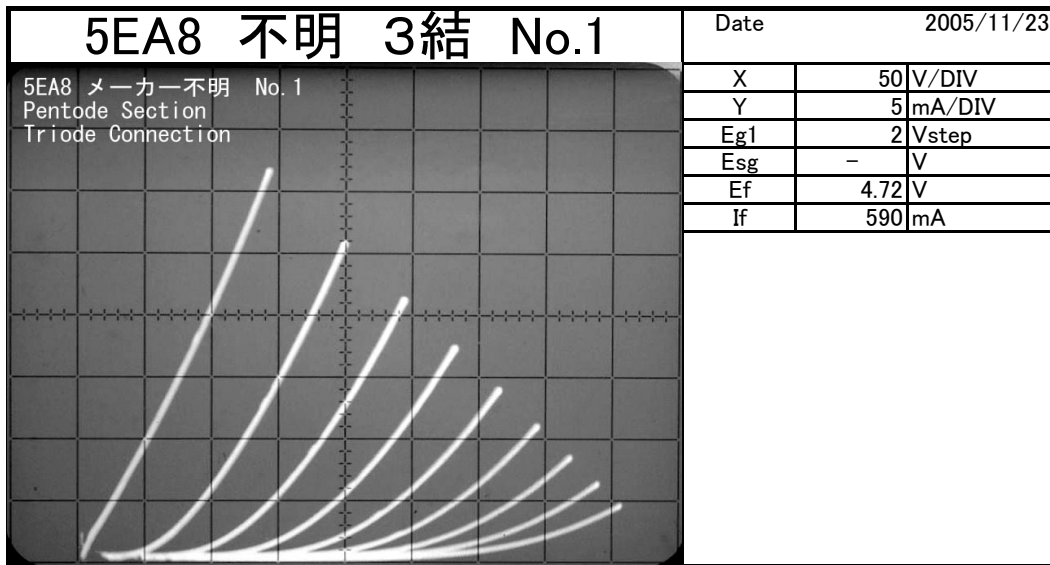 5EA8 不明 3結 No.1
Date 2005/11/23
5EA8 メーカー不明 No.1
Pentode Section
Triode Connection
X 50 V/DIV
Y 5 mA/DIV
Eg1 2 Vstep
Esg － V
Ef 4.72 V
If 590 mA